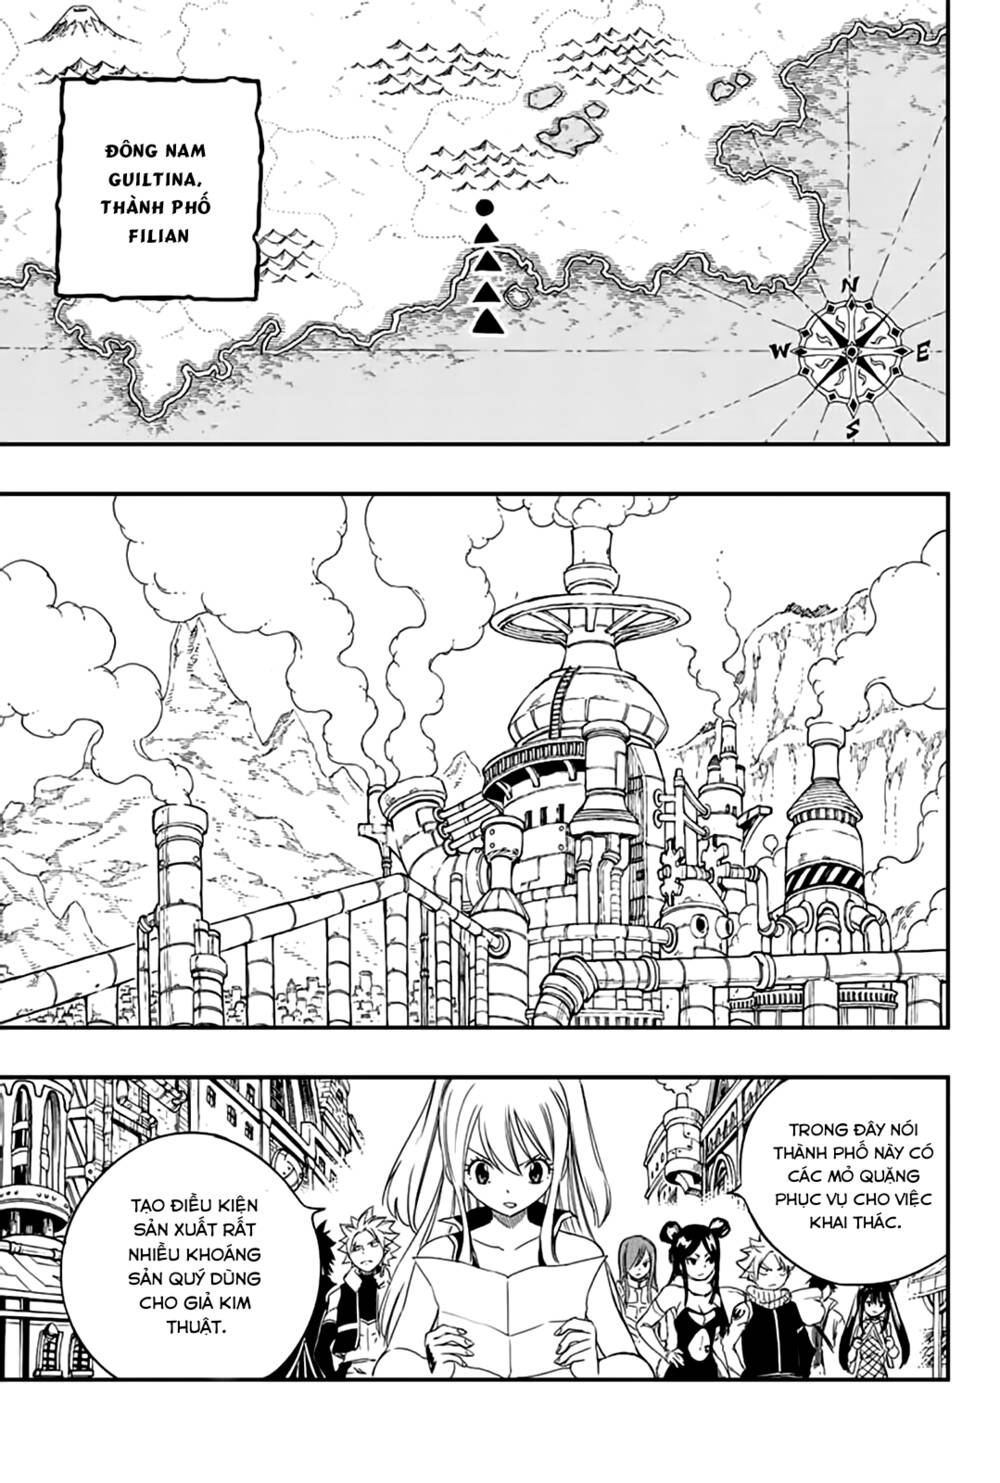 ĐÔNG NAM
GUILTINA,
THÀNH PHỐ
FILIAN
N
W
E
S
TRONG ĐÂY NÓI
THÀNH PHỐ NÀY CÓ
CÁC MỎ QUẶNG
PHỤC VỤ CHO VIỆC
KHAI THÁC.
TẠO ĐIỀU KIỆN
SẢN XUẤT RẤT
NHIỀU KHOÁNG
SẢN QUÝ DÙNG
CHO GIẢ KIM
THUẬT.